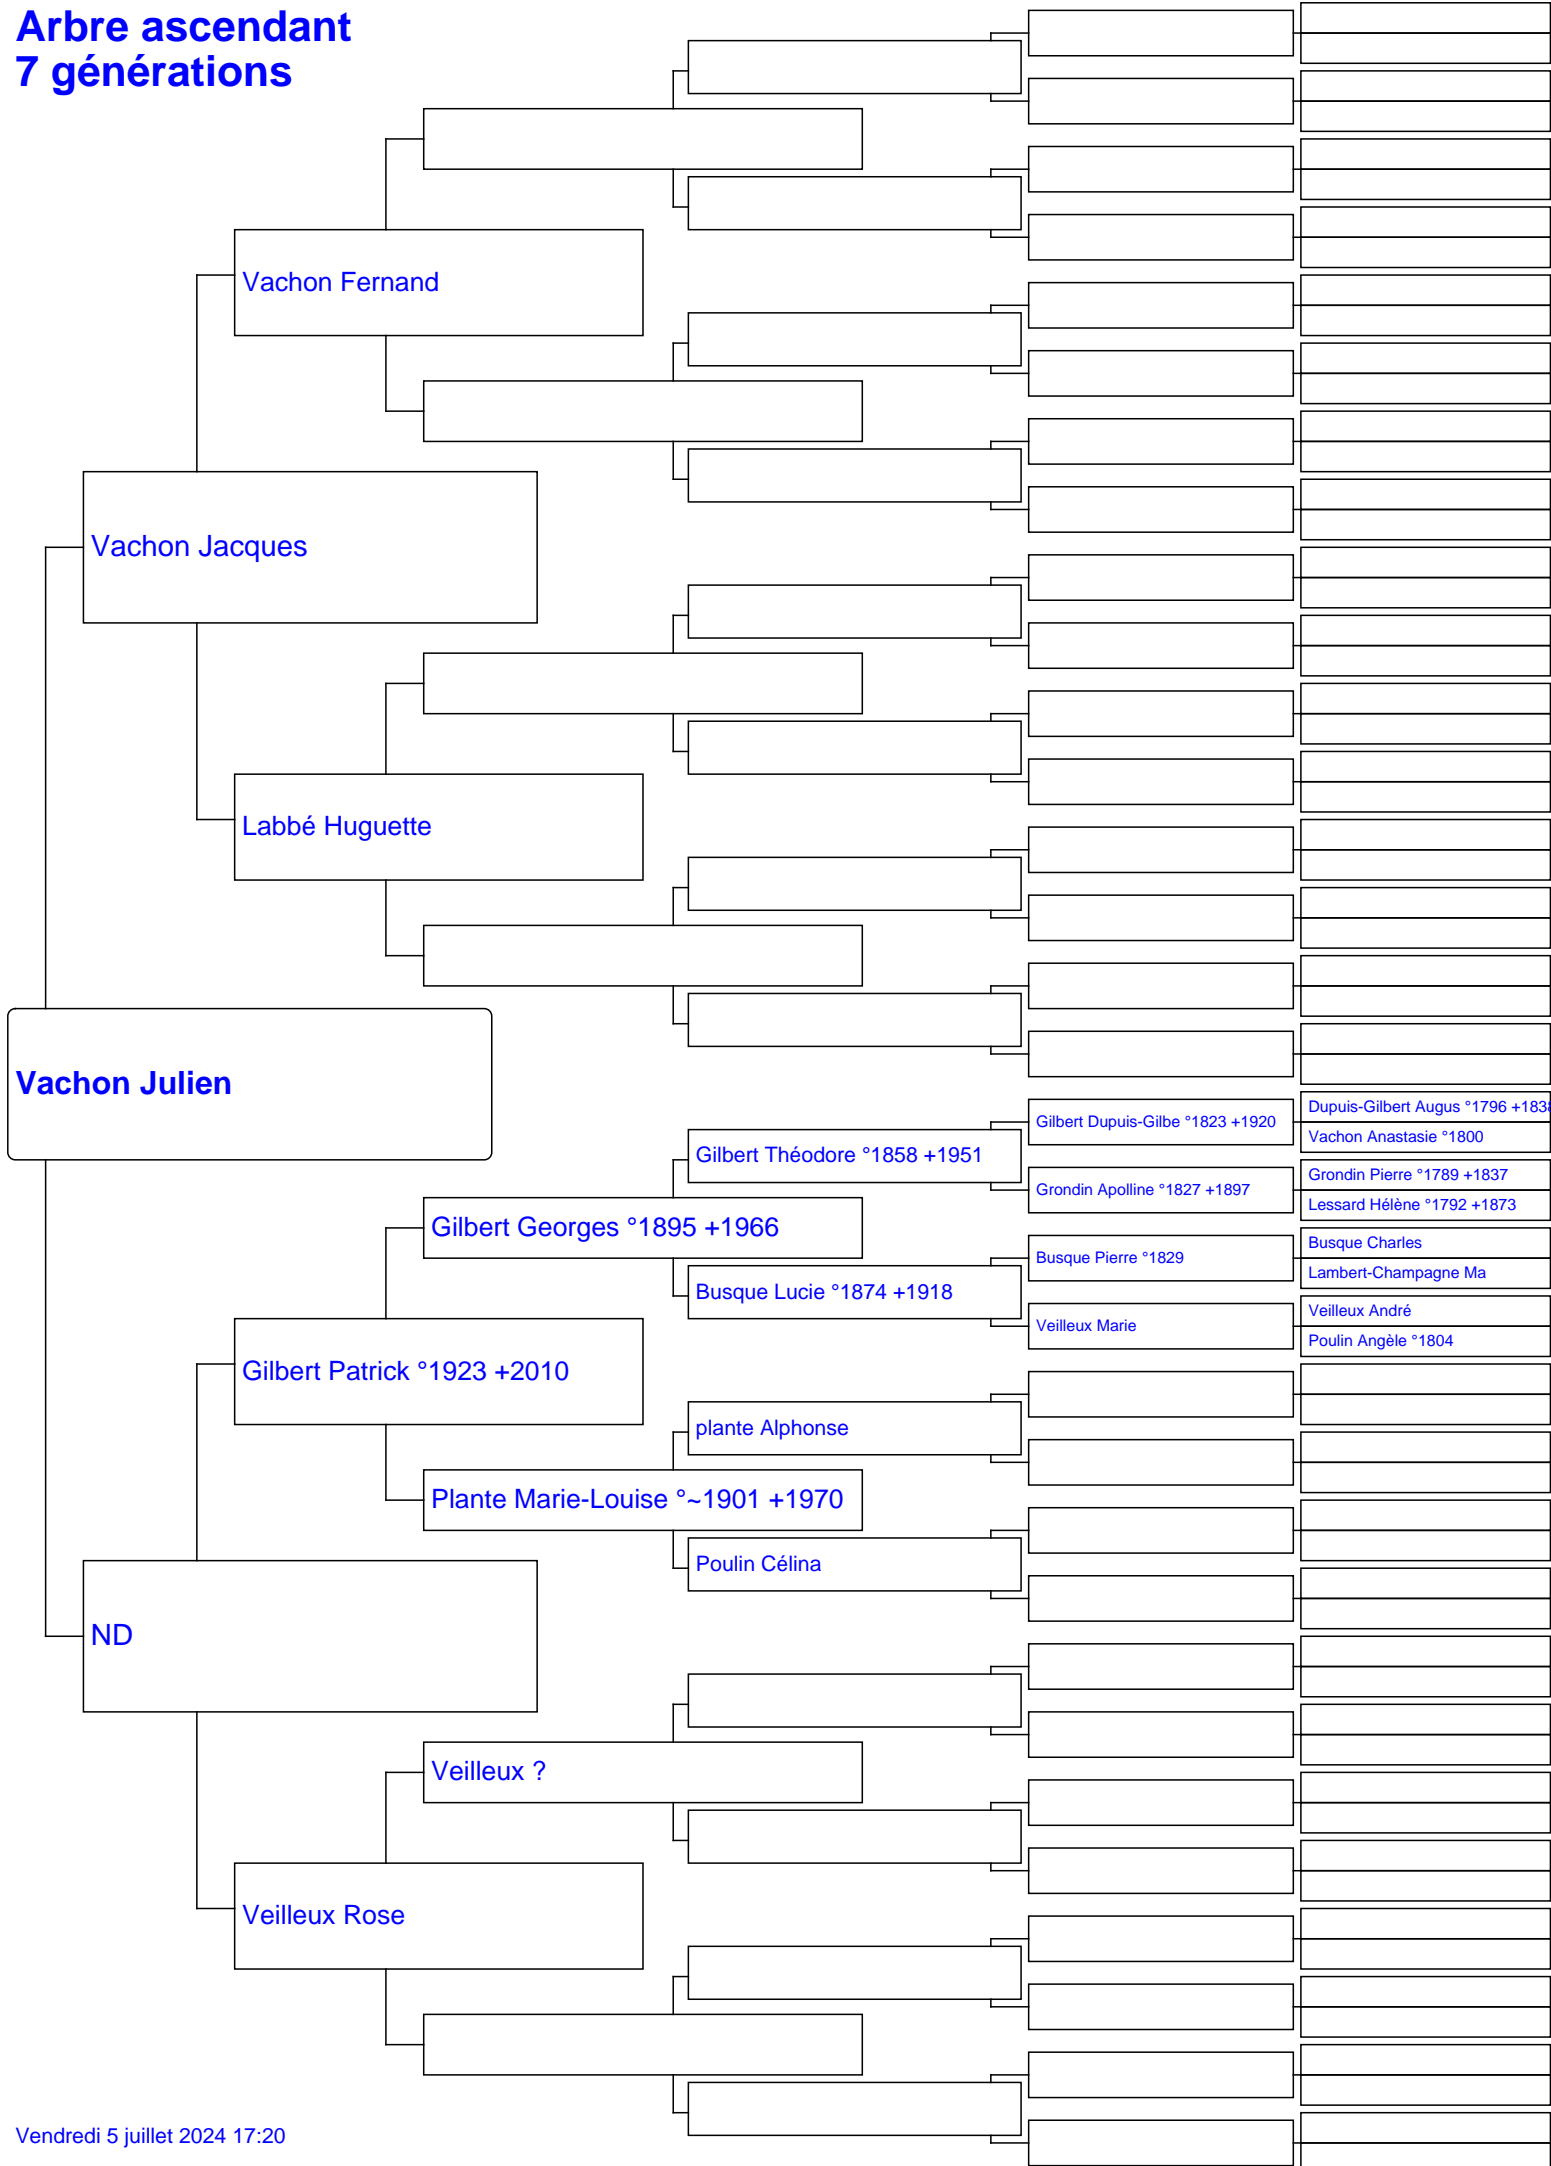 Arbre ascendant
7 générations
Vachon Fernand
Vachon Jacques
Labbé Huguette
Vachon Julien
Dupuis-Gilbert Augus °1796 +1838
Gilbert Dupuis-Gilbe °1823 +1920
Vachon Anastasie °1800
Gilbert Théodore °1858 +1951
Grondin Pierre °1789 +1837
Grondin Apolline °1827 +1897
Lessard Hélène °1792 +1873
Gilbert Georges °1895 +1966
Busque Charles
Busque Pierre °1829
Lambert-Champagne Ma
Busque Lucie °1874 +1918
Veilleux André
Veilleux Marie
Poulin Angèle °1804
Gilbert Patrick °1923 +2010
plante Alphonse
Plante Marie-Louise °~1901 +1970
Poulin Célina
ND
Veilleux ?
Veilleux Rose
Vendredi 5 juillet 2024 17:20